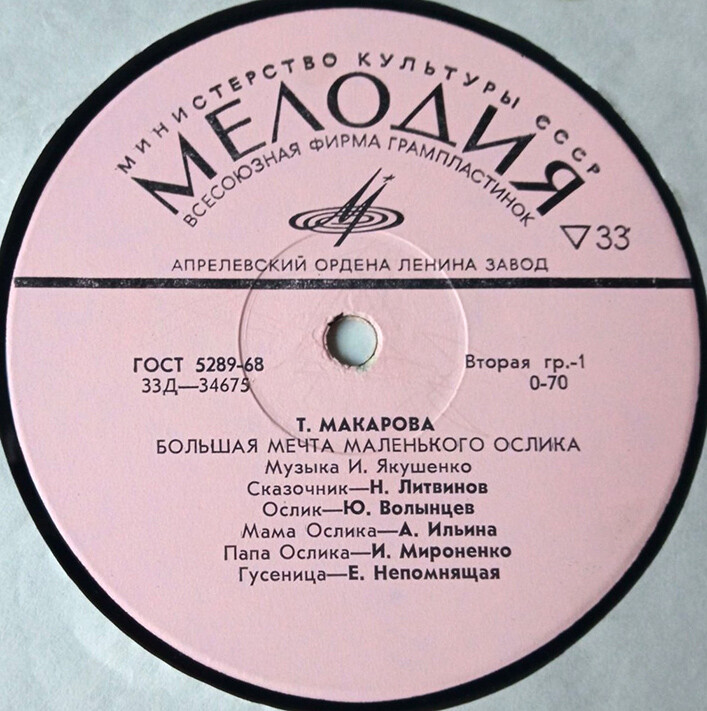 МИНИСТЕРСТВО КУЛЬТУРЫ СССР
МЕЛОДИЯ
ВСЕСОЮЗНАЯ ФИРМА ГРАМПЛАСТИНОК
▽33
АПРЕЛЕВСКИЙ ОРДЕНА ЛЕНИНА ЗАВОД
ГОСТ 5289-68
Вторая гр.-1
33Д—34675
0-70
Т. МАКАРОВА
БОЛЬШАЯ МЕЧТА МАЛЕНЬКОГО ОСЛИКА
Музыка И. Якушенко
Сказочник—Н. Литвинов
Ослик—Ю. Волынцев
Мама Ослика—А. Ильина
Папа Ослика—И. Мироненко
Гусеница—Е. Непомнящая